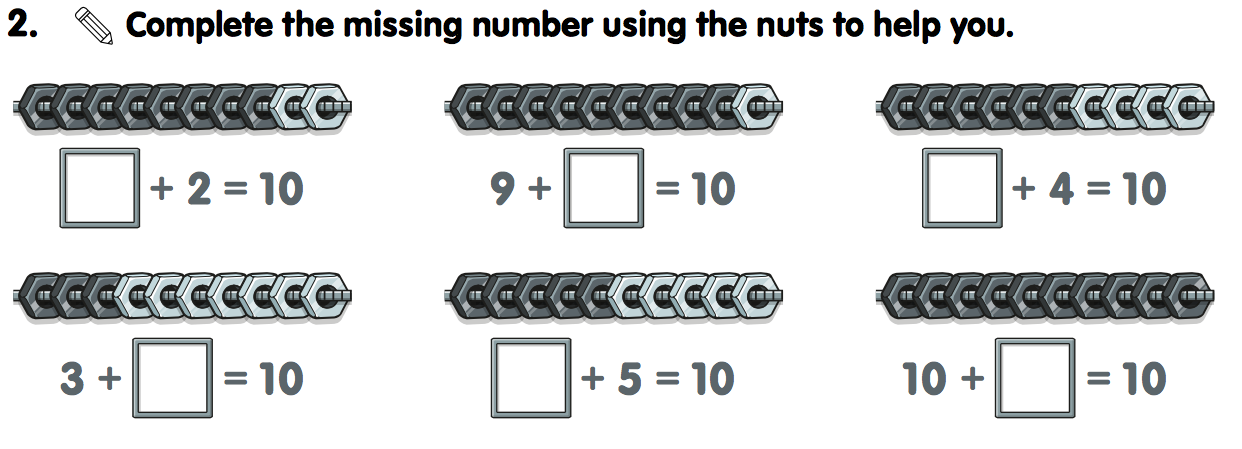 2. Complete the missing number using the nuts to help you.
+ 2 = 10
9 + = 10
+ 4 = 10
3 + = 10
+ 5 = 10
10 + = 10